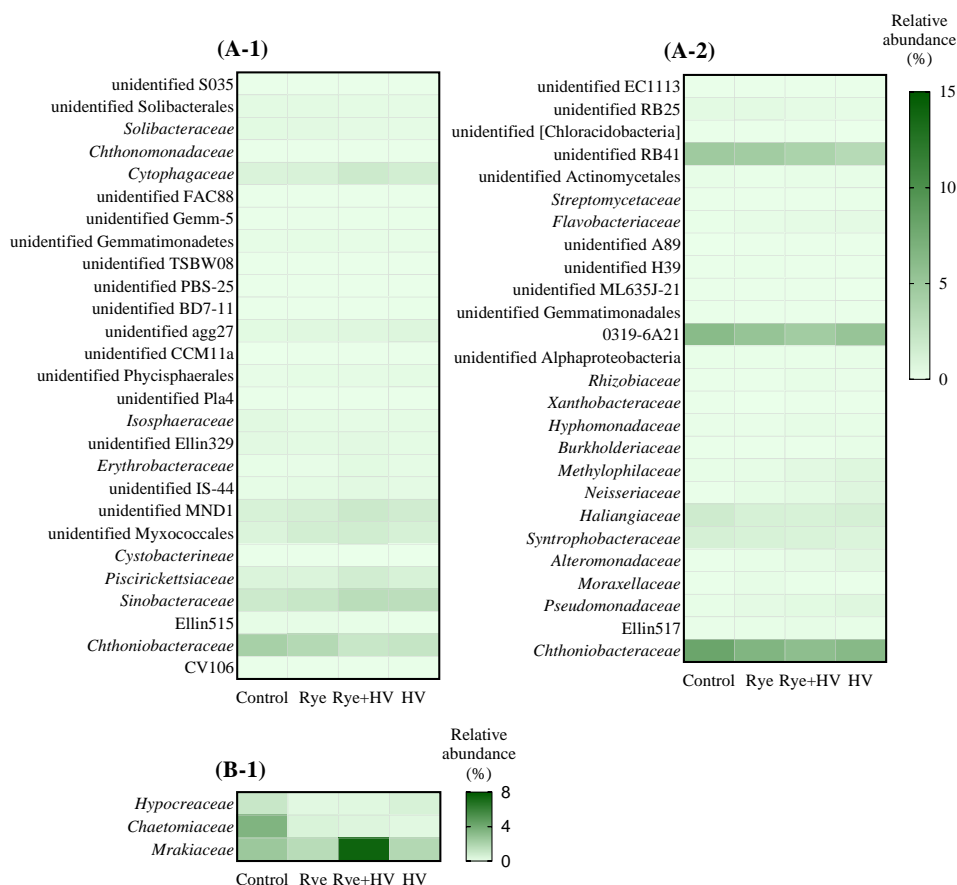 (A-1)
unidentified S035
unidentified Solibacterales
Solibacteraceae
Chthonomonadaceae
Cytophagaceae
unidentified FAC88
unidentified Gemm-5
unidentified Gemmatimonadetes
unidentified TSBW08
unidentified PBS-25
unidentified BD7-11
unidentified agg27
unidentified CCM11a
unidentified Phycisphaerales
unidentified Pla4
Isosphaeraceae
unidentified Ellin329
Erythrobacteraceae
unidentified IS-44
unidentified MND1
unidentified Myxococcales
Cystobacterineae
Piscirickettsiaceae
Sinobacteraceae
Ellin515
Chthoniobacteraceae
CV106
Control Rye Rye+HV HV
(A-2)
unidentified EC1113
unidentified RB25
unidentified [Chloracidobacteria]
unidentified RB41
unidentified Actinomycetales
Streptomycetaceae
Flavobacteriaceae
unidentified A89
unidentified H39
unidentified ML635J-21
unidentified Gemmatimonadales
0319-6A21
unidentified Alphaproteobacteria
Rhizobiaceae
Xanthobacteraceae
Hyphomonadaceae
Burkholderiaceae
Methylophilaceae
Neisseriaceae
Haliangiaceae
Syntrophobacteraceae
Alteromonadaceae
Moraxellaceae
Pseudomonadaceae
Ellin517
Chthoniobacteraceae
Control Rye Rye+HV HV
Relative
abundance
(%)
15
10
5
0
(B-1)
Hypocreaceae
Chaetomiaceae
Mrakiaceae
Control Rye Rye+HV HV
Relative
abundance
(%)
8
4
0